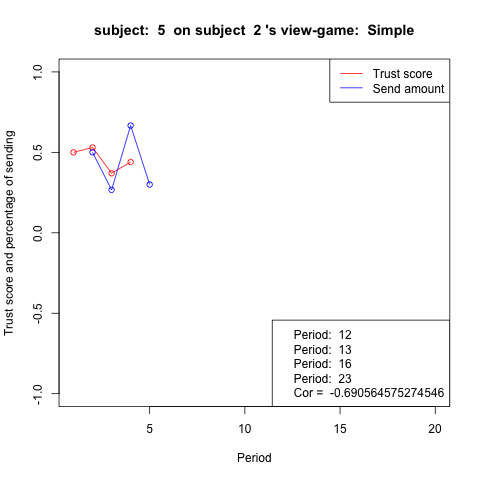 subject:  5  on subject  2 's view-game:  Simple
Trust score
Send amount
Trust score and percentage of sending
1.0
0.5
0.0
-0.5
-1.0
Period:  12
Period:  13
Period:  16
Period:  23
Cor =  -0.690564575274546
5
10
15
20
Period